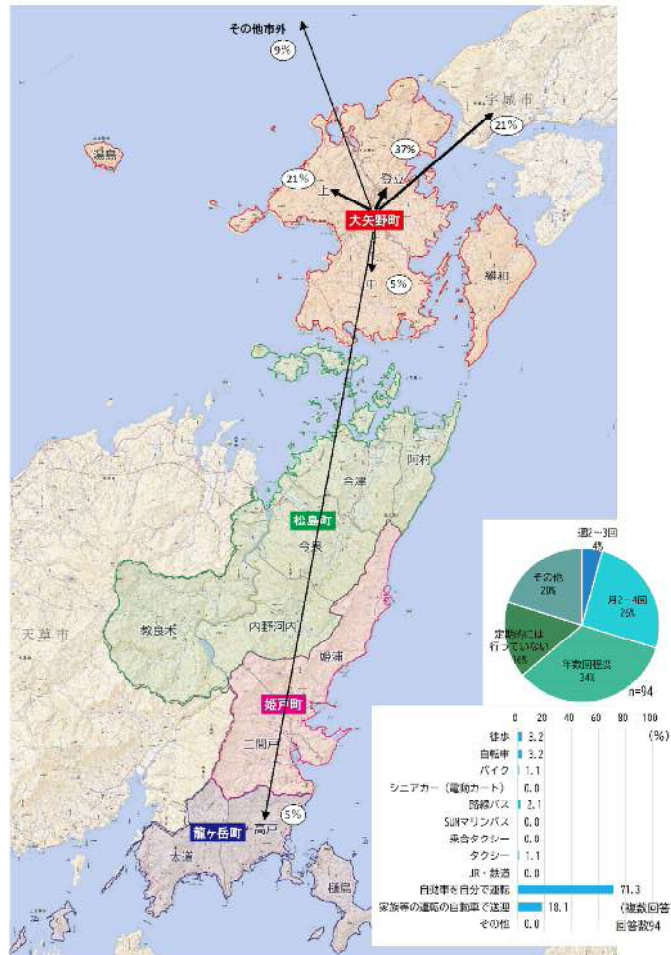 その他市外
9%
宇城市
21%
湯島
37%
21%
上
登立
大矢野町
中
5%
維和
阿村
合津
松島町
今泉
教良木
内野河内
天草市
姫浦
姫戸町
二間戸
5%
龍ヶ岳町
高戸
大道
樋島
週2～3回
4%
その他
20%
月2～4回
26%
定期的には
行っていない
16%
年数回程度
34%
n=94
0 20 40 60 80 100
(%)
徒歩 3.2
自転車 3.2
バイク 1.1
シニアカー（電動カート） 0.0
路線バス 2.1
SUNマリンバス 0.0
乗合タクシー 0.0
タクシー 1.1
JR・鉄道 0.0
自動車を自分で運転 71.3
家族等の運転の自動車で送迎 18.1 (複数回答
その他 0.0 回答数94